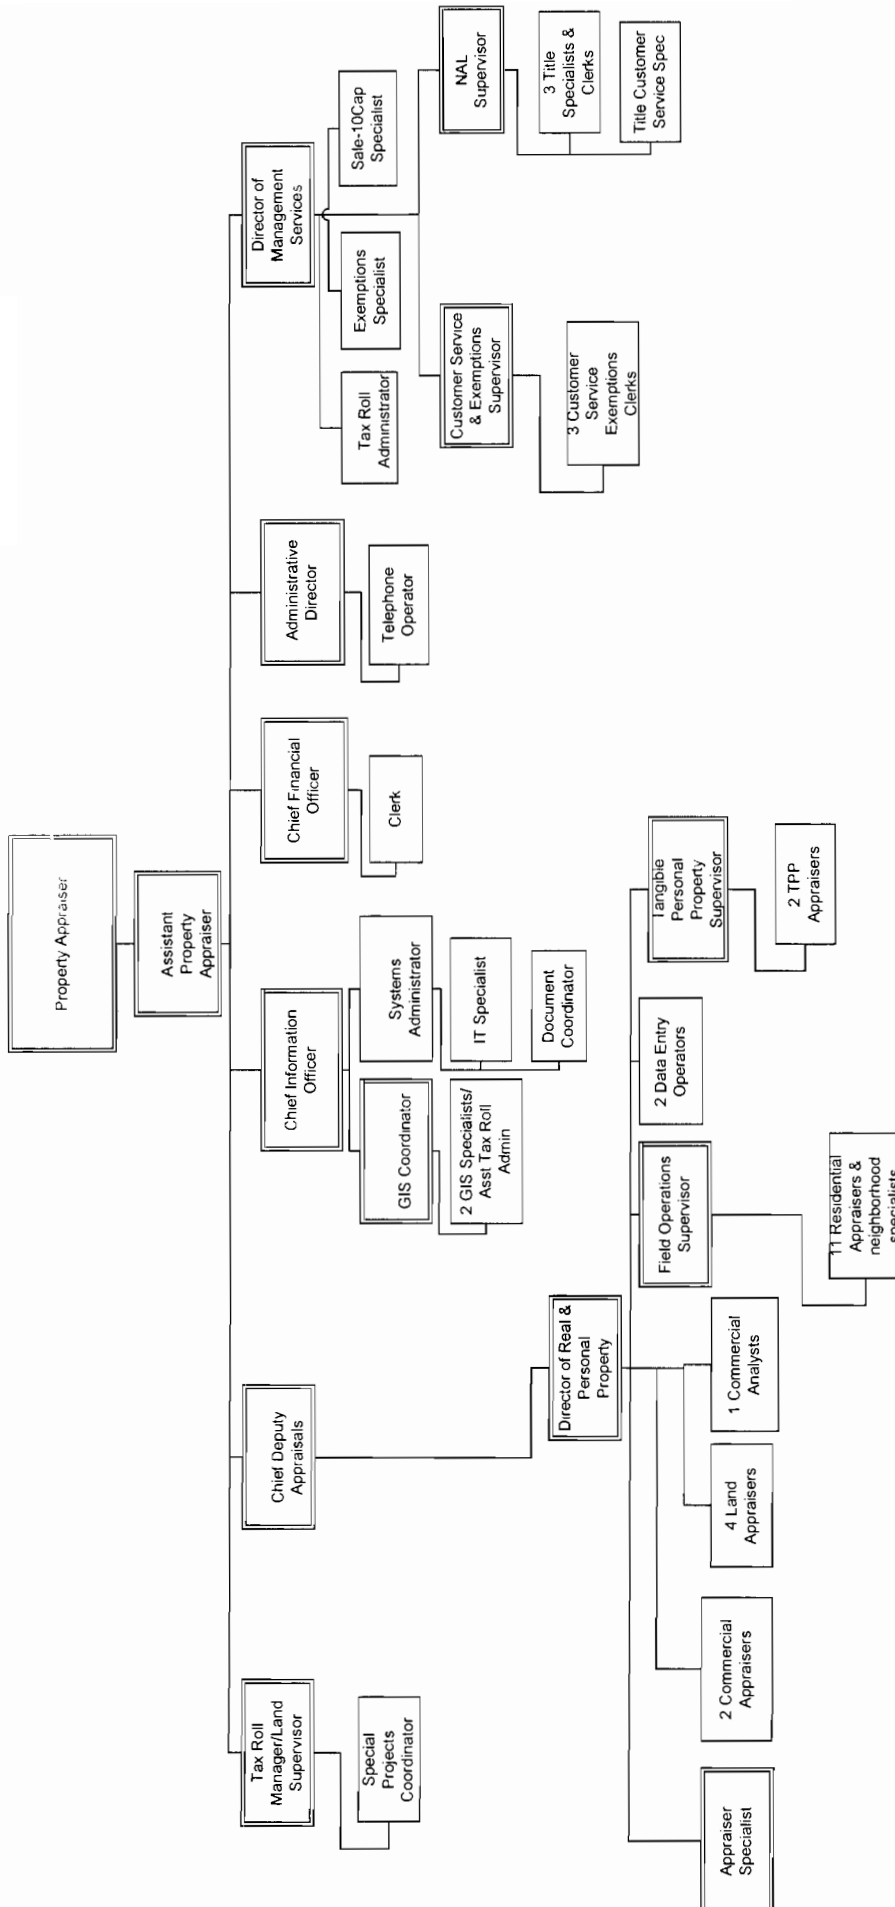 Property Appraiser
Assistant
Property
Appraiser
Tax Roll
Manager/Land
Supervisor
Chief Deputy
Appraisals
Chief Information
Officer
Chief Financial
Officer
Administrative
Director
Director of
Management
Services
Special
Projects
Coordinator
GIS Coordinator
Systems
Administrator
Clerk
Telephone
Operator
Tax Roll
Administrator
Exemptions
Specialist
Sale-10Cap
Specialist
2 GIS Specialists/
Asst Tax Roll
Admin
IT Specialist
Document
Coordinator
Customer Service
& Exemptions
Supervisor
NAL
Supervisor
3 Customer
Service
Exemptions
Clerks
3 Title
Specialists &
Clerks
Title Customer
Service Spec
Director of Real &
Personal
Property
Appraiser
Specialist
2 Commercial
Appraisers
4 Land
Appraisers
1 Commercial
Analysts
Field Operations
Supervisor
2 Data Entry
Operators
Tangible
Personal
Property
Supervisor
11 Residential
Appraisers &
neighborhood
specialists
2 TPP
Appraisers